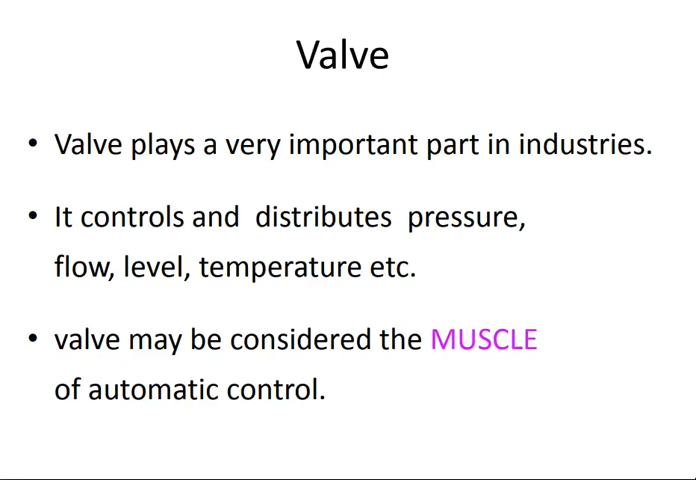 Valve
• Valve plays a very important part in industries.
• It controls and  distributes  pressure,
flow, level, temperature etc.
• valve may be considered the MUSCLE
of automatic control.